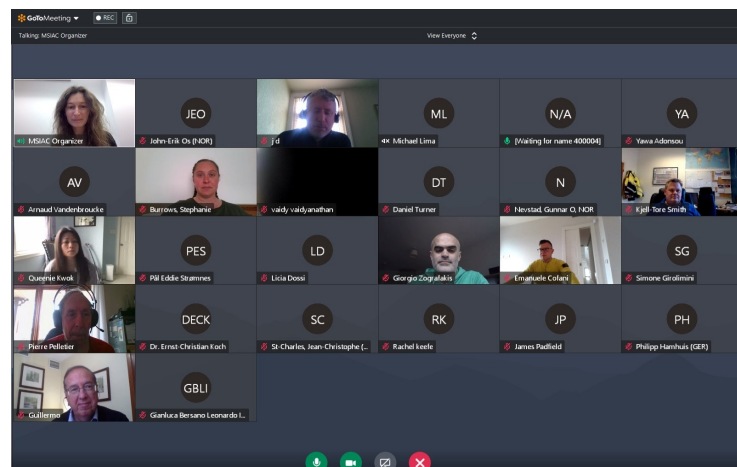 GoToMeeting
REC
Talking: MSIAC Organizer
View Everyone
MSIAC Organizer
JEO
John-Erik Os (NOR)
j d
ML
Michael Lima
N/A
[Waiting for name 400004]
YA
Yawa Adonsou
AV
Arnaud Vandenbroucke
Burrows, Stephanie
vaidy vaidyanathan
DT
Daniel Turner
N
Nevstad, Gunnar O, NOR
Kjell-Tore Smith
Queenie Kwok
PES
Pål Eddie Strømnes
LD
Licia Dossi
Giorgio Zografakis
Emanuele Cofani
SG
Simone Girolimini
Pierre Pelletier
DECK
Dr. Ernst-Christian Koch
SC
St-Charles, Jean-Christophe (...
RK
Rachel keele
JP
James Padfield
PH
Philipp Hamhuis (GER)
Guillermo
GBLI
Gianluca Bersano Leonardo I...